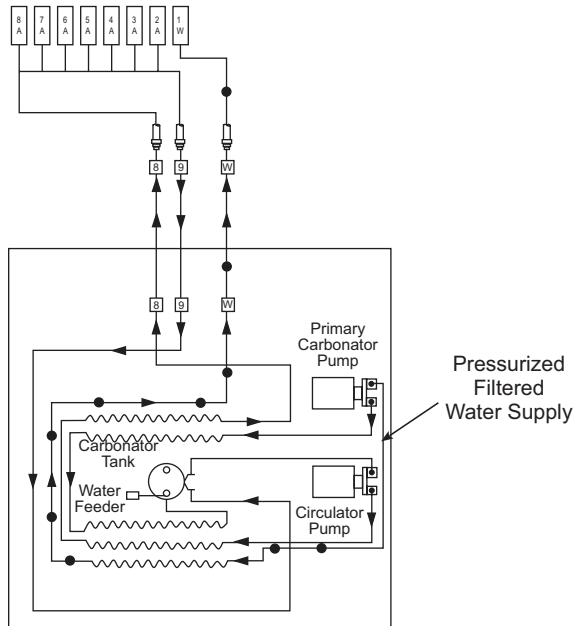 8 A
7 A
6 A
5 A
4 A
3 A
2 A
1 W
8
9
W
8
9
W
Primary
Carbonator
Pump
Pressurized
Filtered
Water Supply
Carbonator
Tank
Water
Feeder
Circulator
Pump